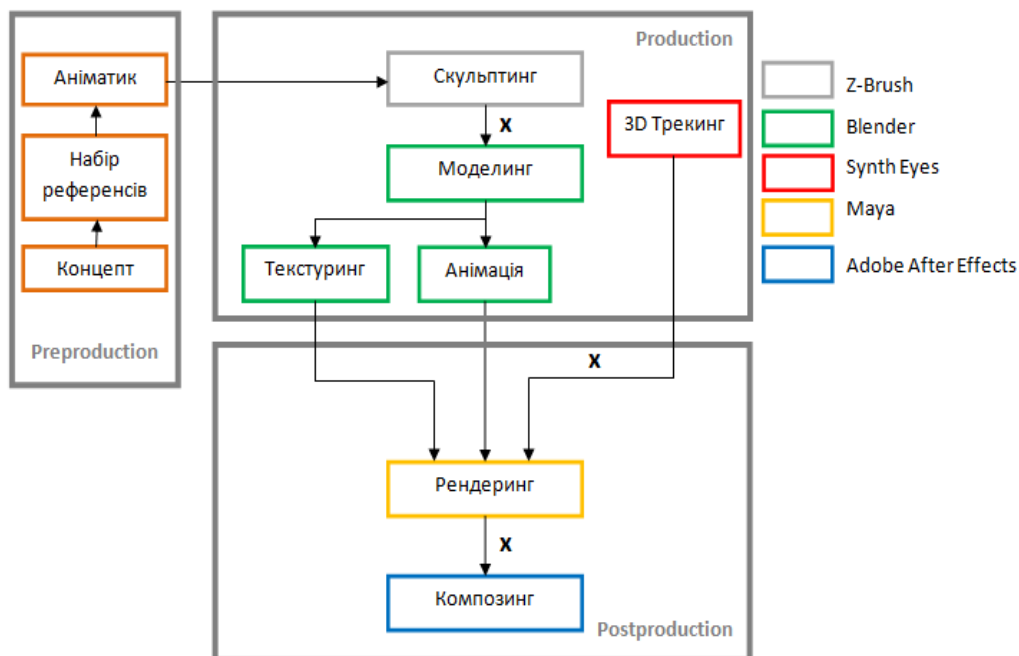 Production
Аніматик
Скульптинг
Z-Brush
X
3D Трекинг
Blender
Набір
референсів
Моделинг
Synth Eyes
Maya
Концепт
Текстуринг
Анімація
Adobe After Effects
Preproduction
X
Рендеринг
X
Композинг
Postproduction